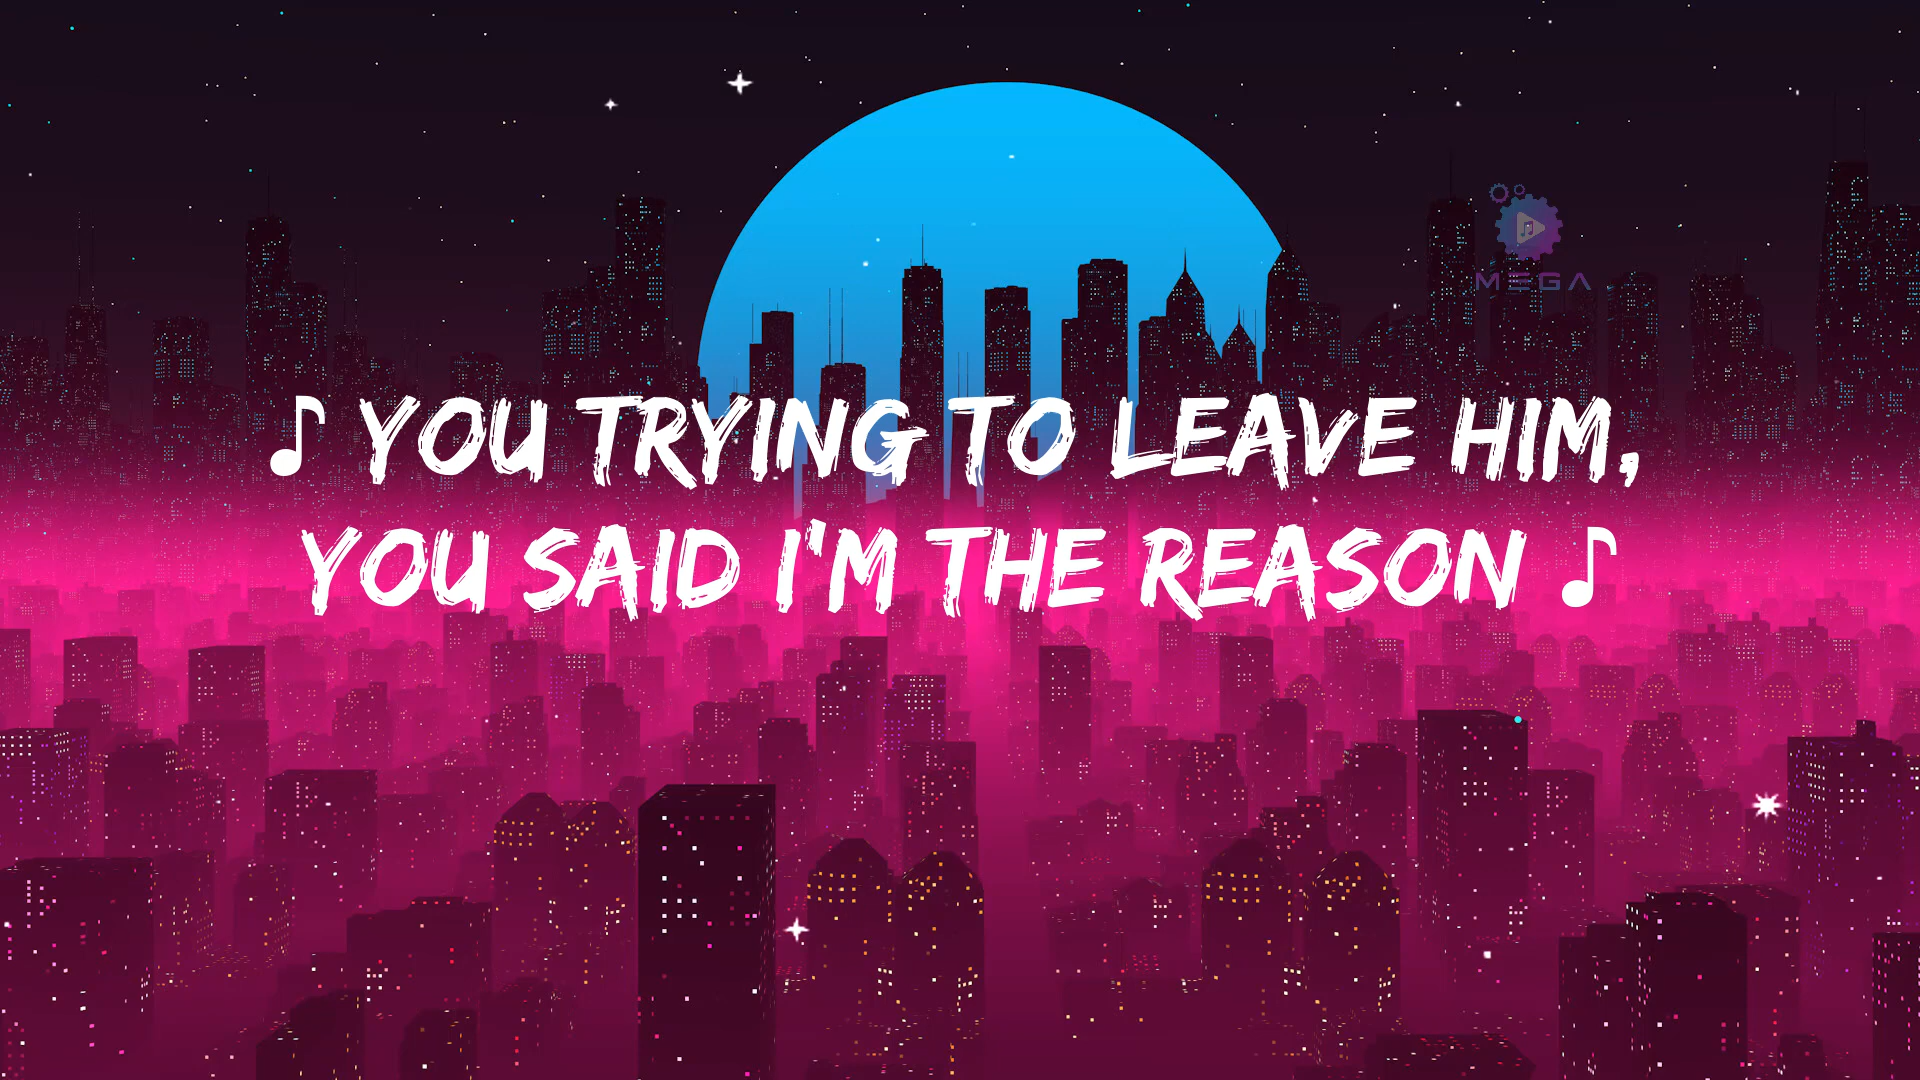 MEGA
♪ YOU TRYING TO LEAVE HIM,
YOU SAID I'M THE REASON ♪